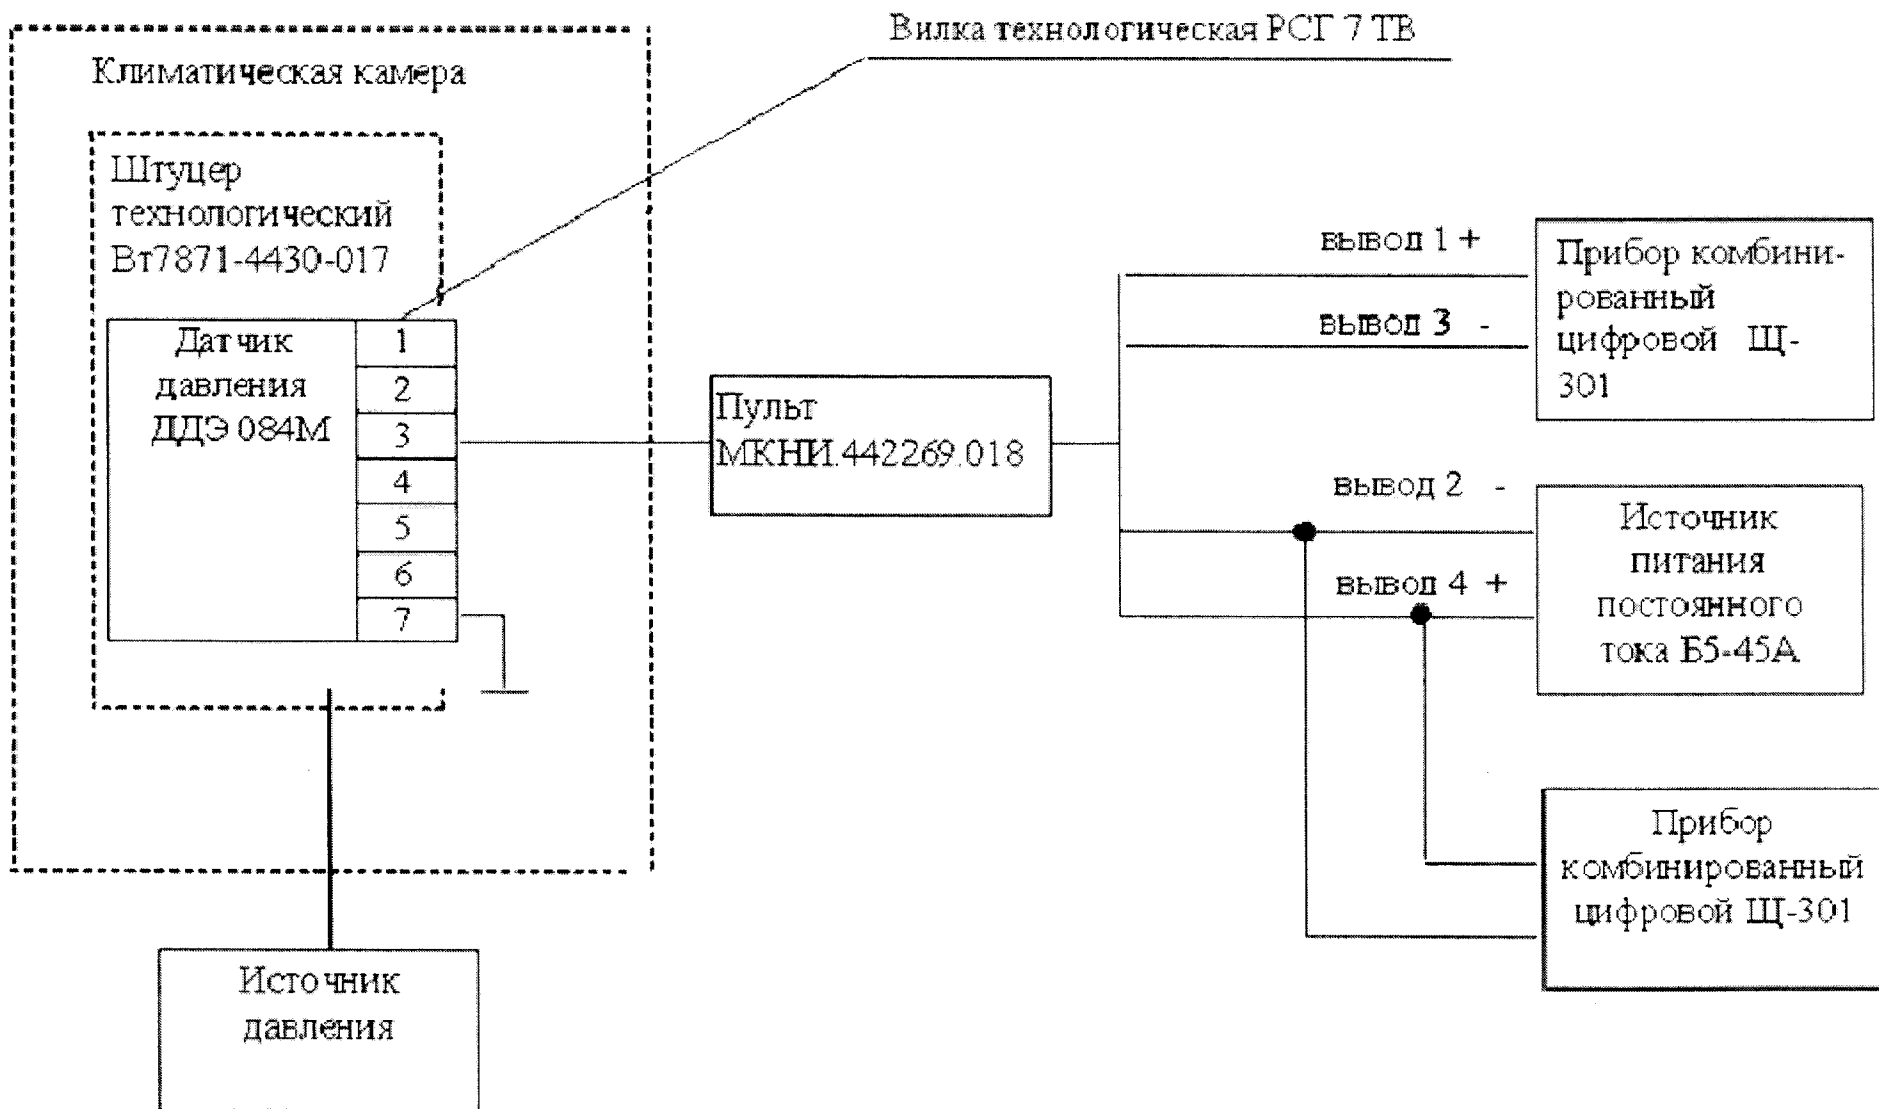 Вилка технологическая РСГ 7 ТВ
Климатическая камера
Штуцер
технологический
Вт7871-4430-017
Датчик
давления
ДДЭ 084М
1
2
3
4
5
6
7
Пульт
МКНИ.442269.018
вывод 1 +
вывод 3 -
Прибор комбини-
рованный
цифровой Щ-
301
вывод 2 -
вывод 4 +
Источник
питания
постоянного
тока Б5-45А
Прибор
комбинированный
цифровой Щ-301
Источник
давления